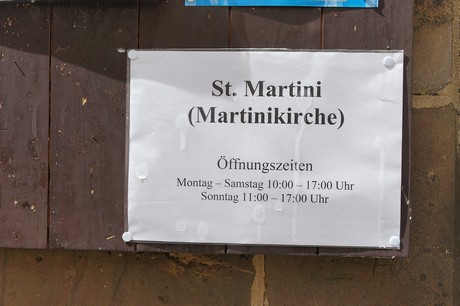 St. Martini
(Martinikirche)
Öffnungszeiten
Montag – Samstag 10:00 – 17:00 Uhr
Sonntag 11:00 – 17:00 Uhr